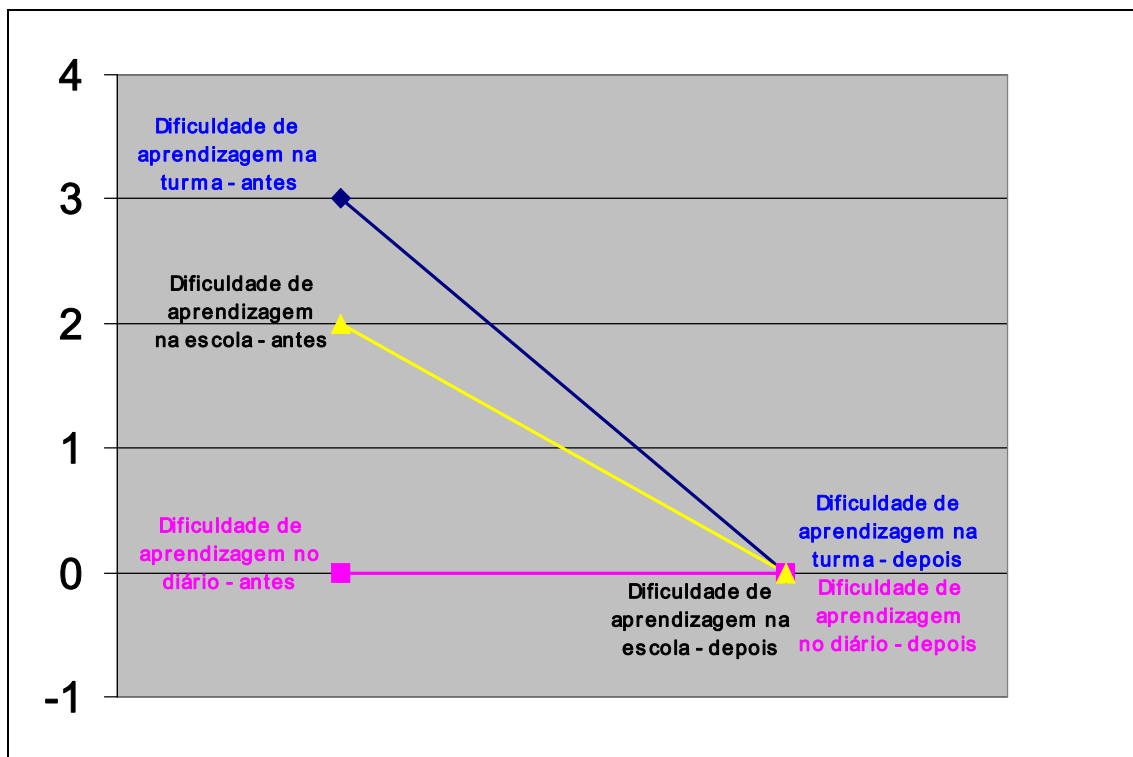 4
Dificuldade de
aprendizagem na
turma - antes
3
Dificuldade de
aprendizagem
na escola - antes
2
1
Dificuldade de
aprendizagem no
diário - antes
0
Dificuldade de
aprendizagem na
turma - depois
Dificuldade de
aprendizagem na
escola - depois
Dificuldade de
aprendizagem
no diário - depois
-1